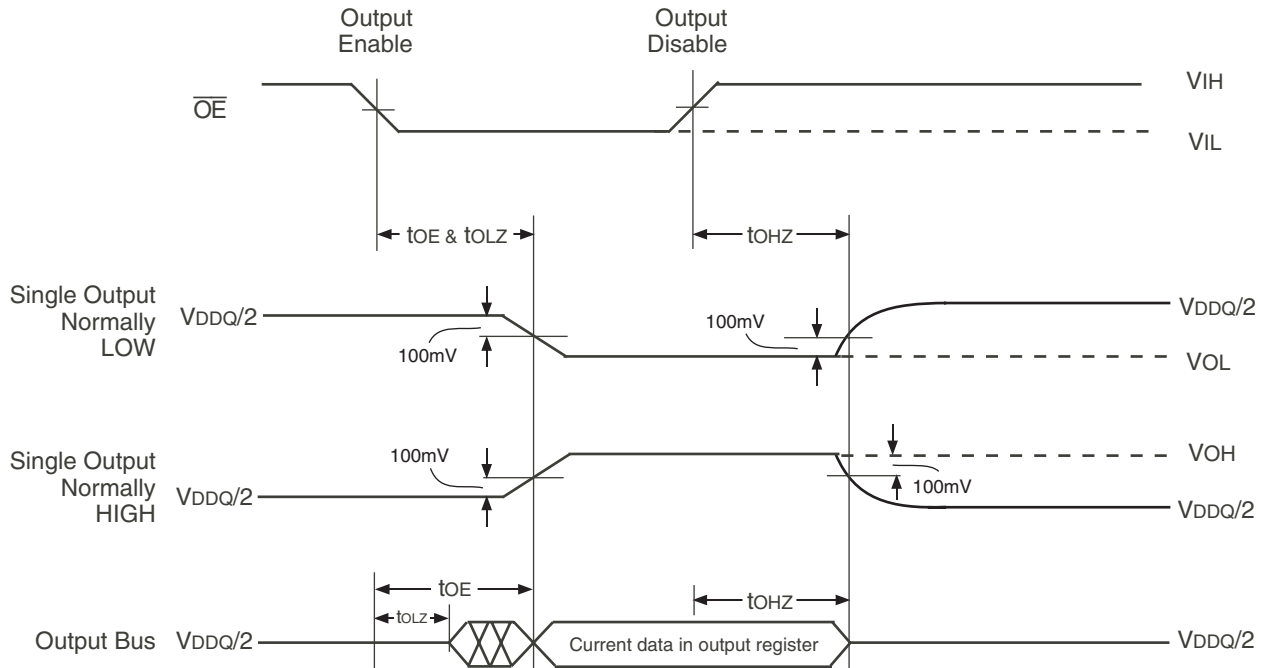 Output
Enable
Output
Disable
OE
VIH
VIL
tOE & tOLZ
tOHZ
Single Output
Normally
LOW
VDDQ/2
100mV
100mV
VDDQ/2
VOL
Single Output
Normally
HIGH
VDDQ/2
100mV
VOH
100mV
VDDQ/2
tOE
tOLZ
tOHZ
Output Bus
VDDQ/2
Current data in output register
VDDQ/2